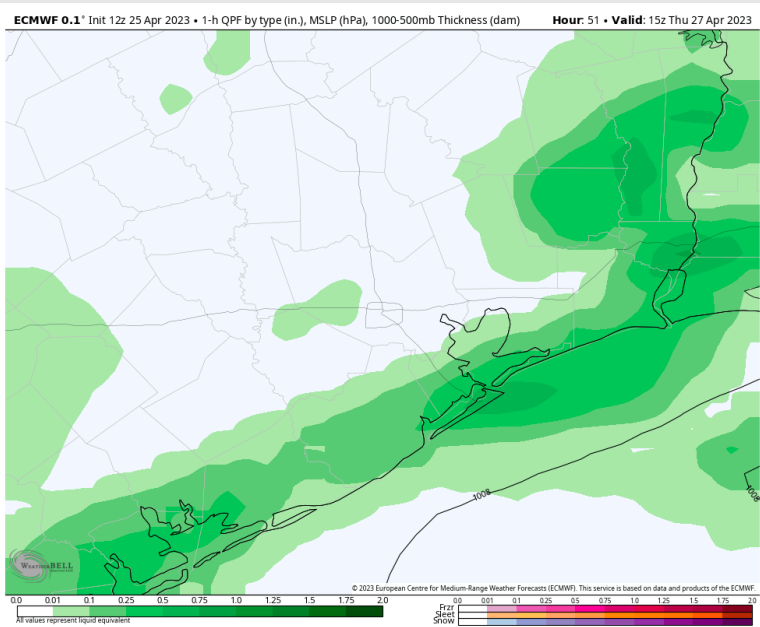 ECMWF 0.1° Init 12z 25 Apr 2023 • 1-h QPF by type (in.), MSLP (hPa), 1000-500mb Thickness (dam) Hour: 51 • Valid: 15z Thu 27 Apr 2023
1008
1008
WeatherBELL
© 2023 European Centre for Medium-Range Weather Forecasts (ECMWF). This service is based on data and products of the ECMWF.
0.0 0.01 0.1 0.25 0.5 0.75 1.0 1.25 1.5 1.75 2.0
All values represent liquid equivalent
0.0 0.01 0.1 0.25 0.5 0.75 1.0 1.25 1.5 1.75 2.0
Frzr
Sleet
Snow